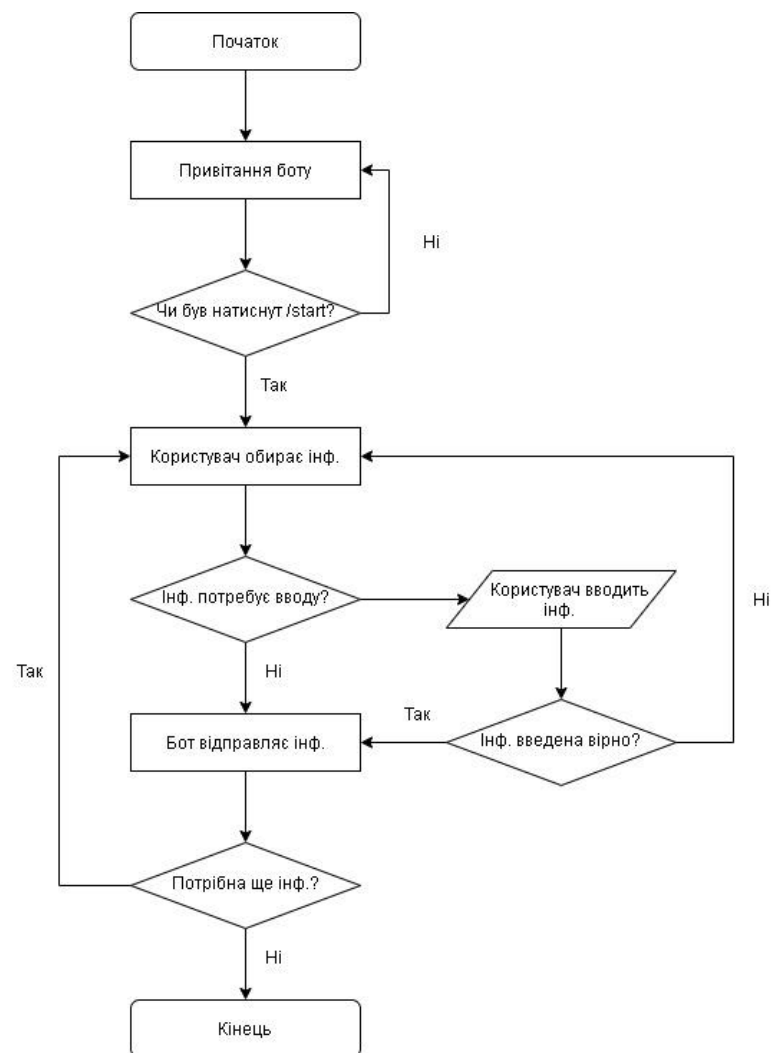 Початок
Привітання боту
Ні
Чи був натиснут /start?
Так
Користувач обирає інф.
Інф. потребує вводу?
Користувач вводить
інф.
Ні
Так
Ні
Так
Бот відправляє інф.
Інф. введена вірно?
Потрібна ще інф.?
Ні
Кінець